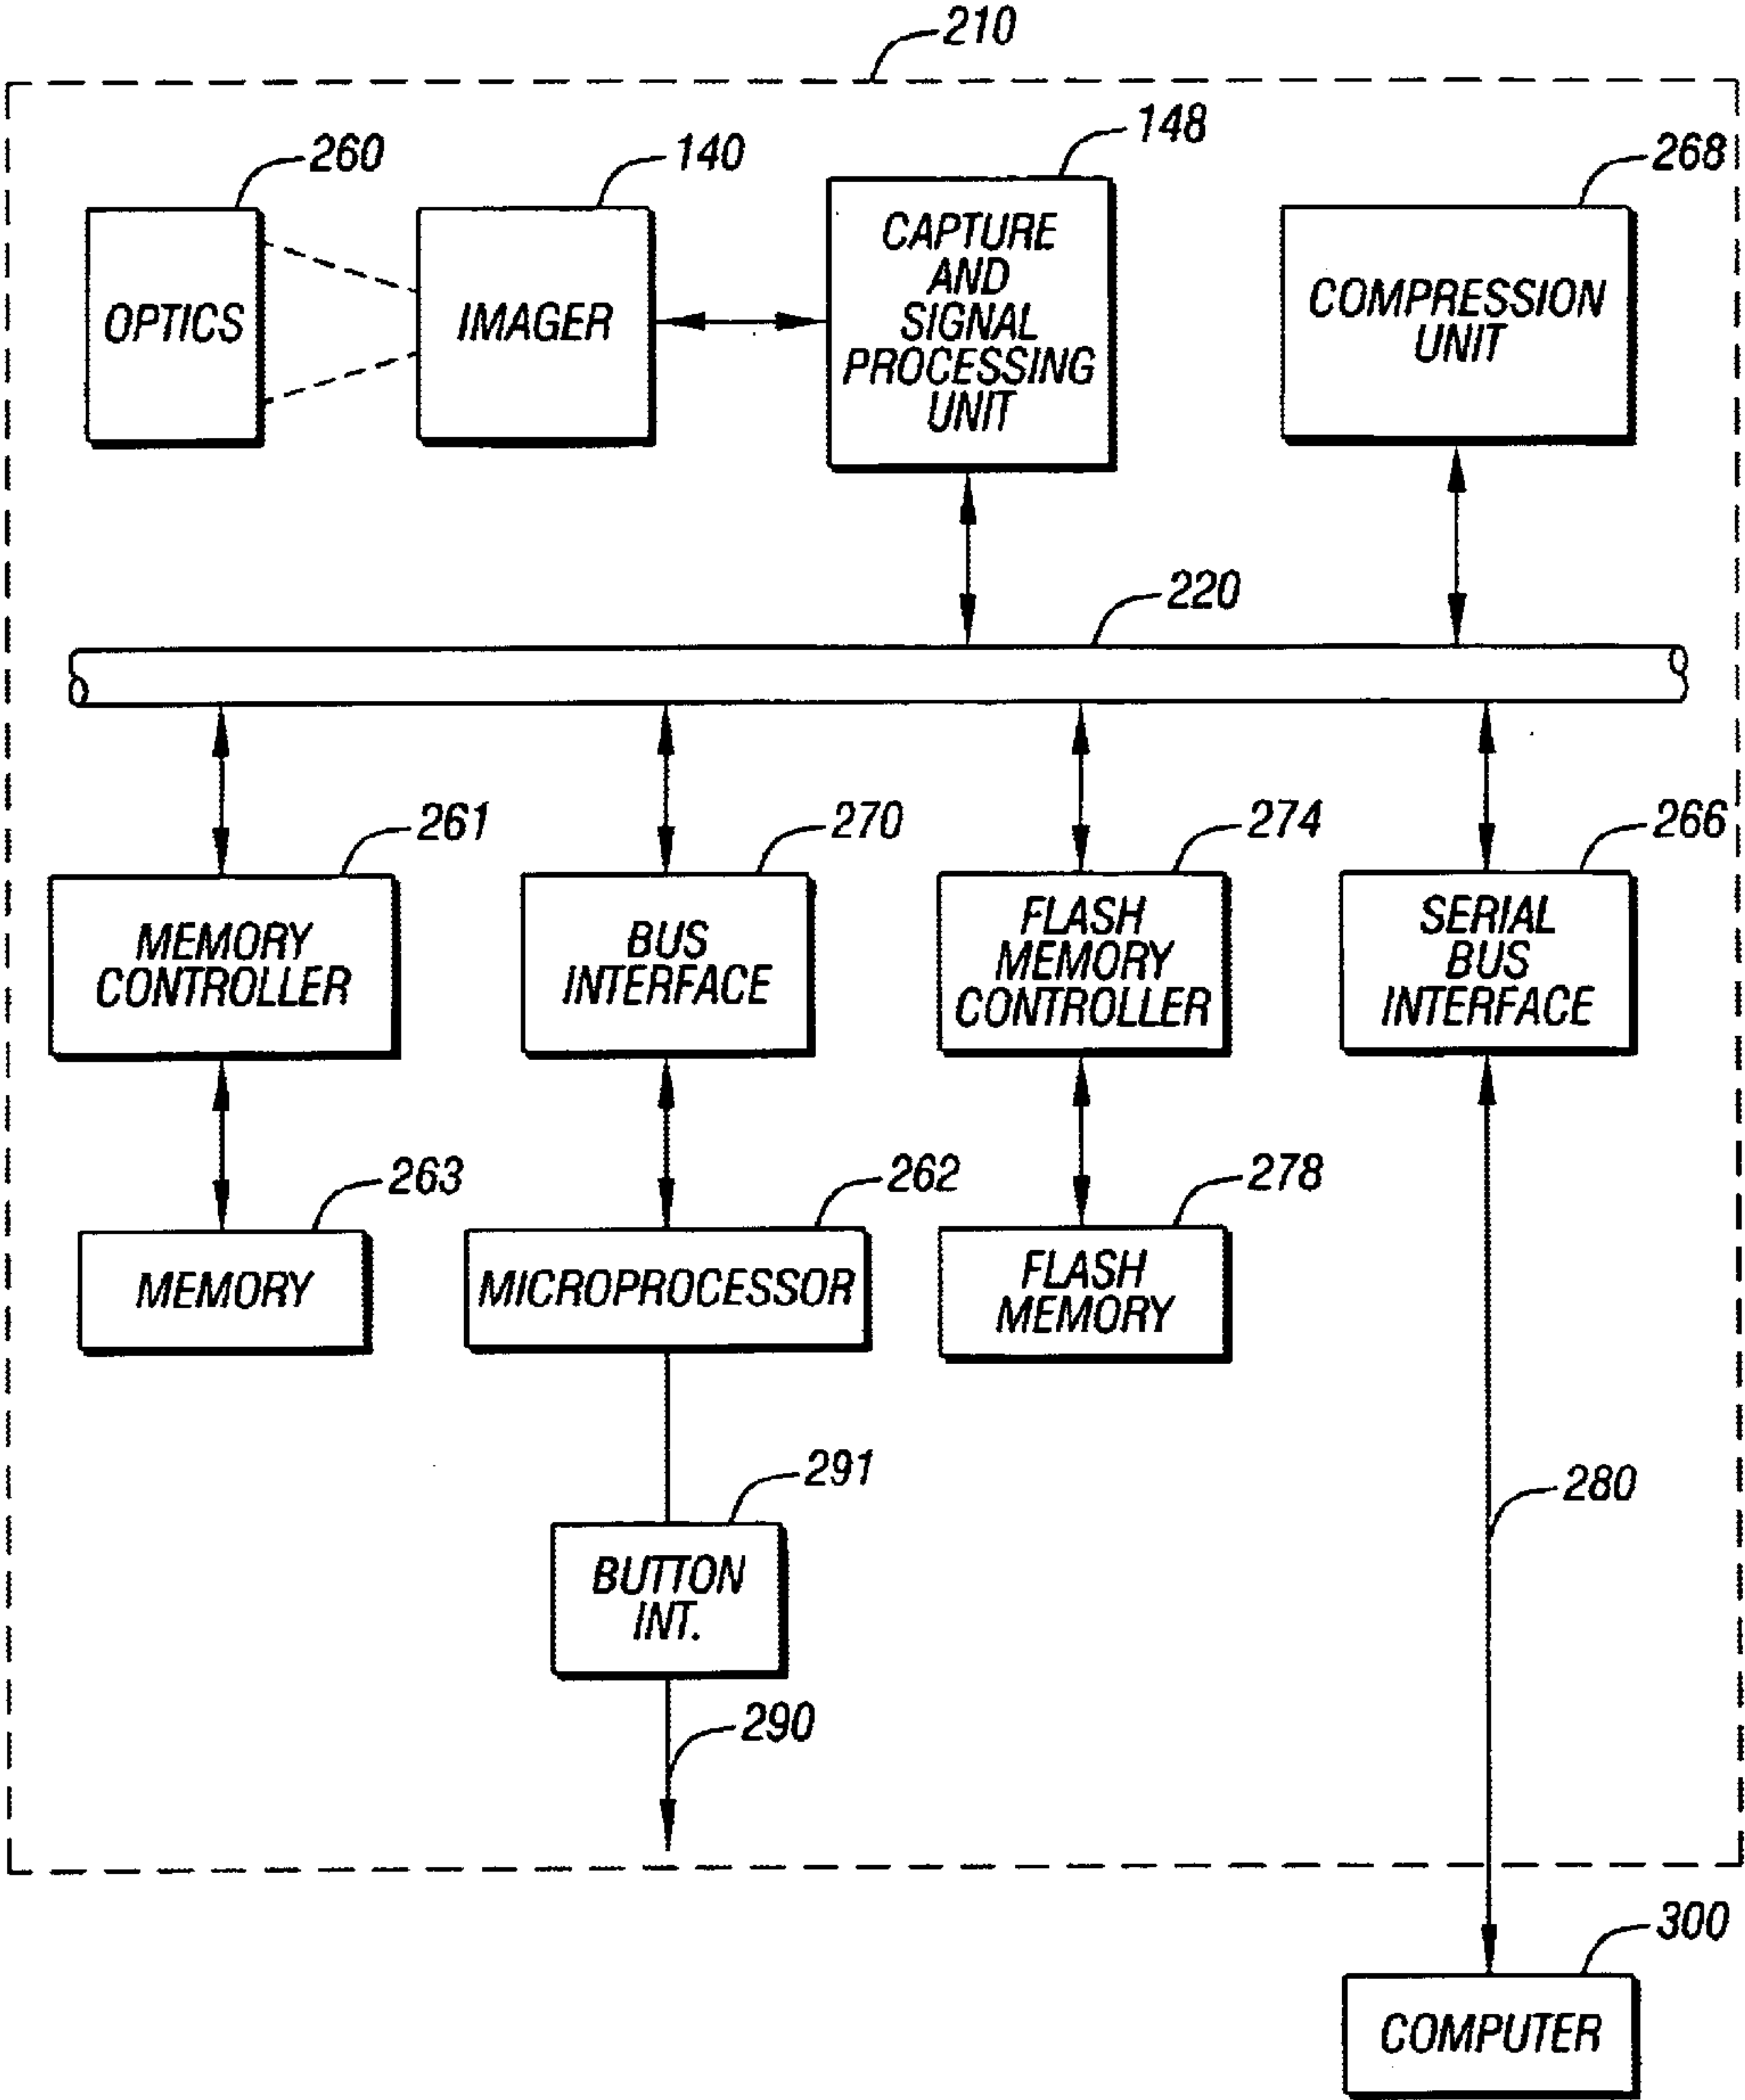 210
260
140
148
268
OPTICS
IMAGER
CAPTURE
AND
SIGNAL
PROCESSING
UNIT
COMPRESSION
UNIT
220
261
270
274
266
MEMORY
CONTROLLER
BUS
INTERFACE
FLASH
MEMORY
CONTROLLER
SERIAL
BUS
INTERFACE
263
262
278
MEMORY
MICROPROCESSOR
FLASH
MEMORY
291
280
BUTTON
INT.
290
300
COMPUTER